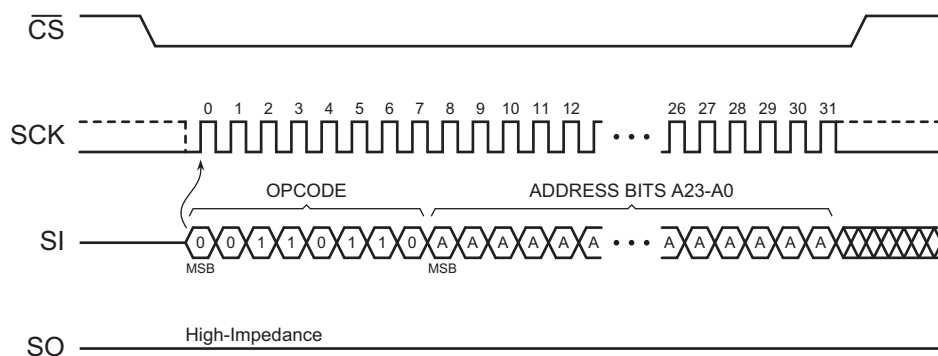 CS
0 1 2 3 4 5 6 7 8 9 10 11 12 26 27 28 29 30 31
SCK
OPCODE ADDRESS BITS A23-A0
SI 0 0 1 1 0 1 1 0 A A A A A A A A A A A A
MSB MSB
High-Impedance
SO